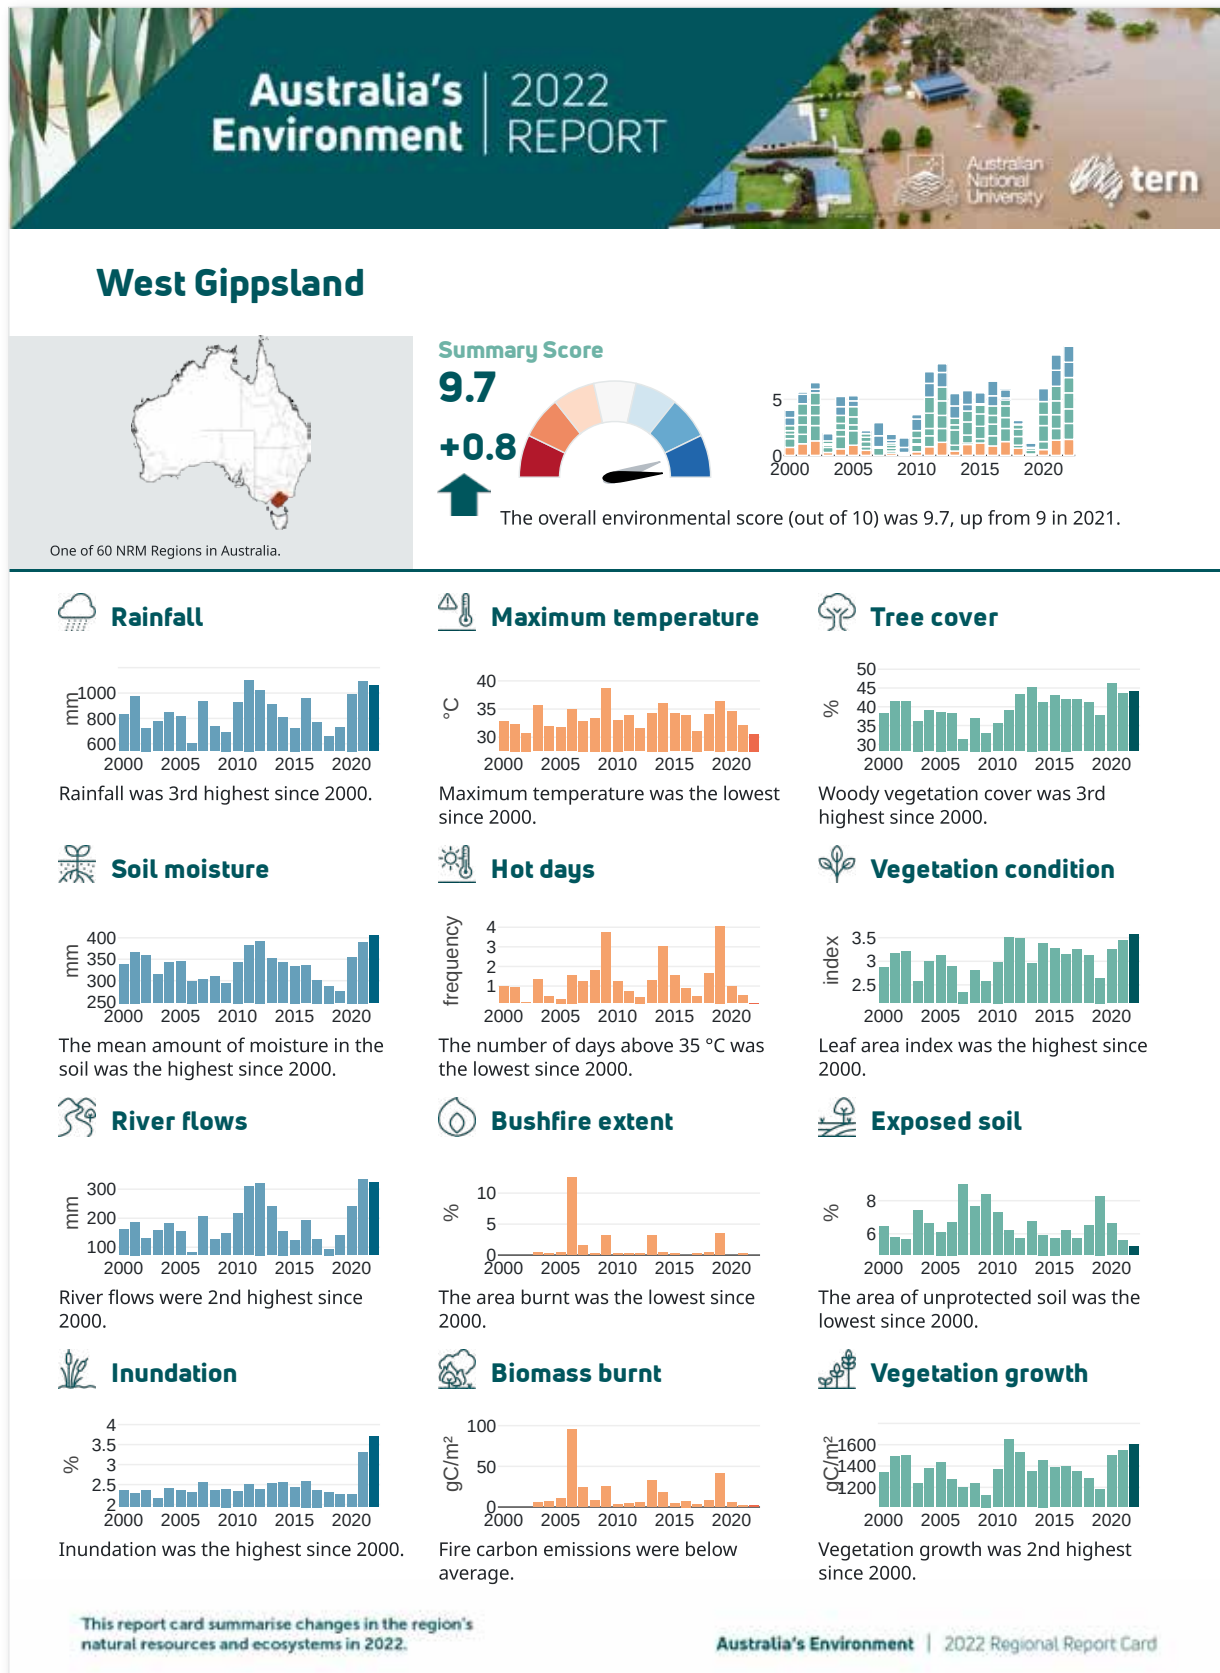 Australia's
Environment
2022
REPORT
Australian
National
University
tern
West Gippsland
One of 60 NRM Regions in Australia.
Summary Score
9.7
+0.8
5
0
2000 2005 2010 2015 2020
The overall environmental score (out of 10) was 9.7, up from 9 in 2021.
Rainfall
mm
1000
800
600
2000 2005 2010 2015 2020
Rainfall was 3rd highest since 2000.
Maximum temperature
°C
40
35
30
2000 2005 2010 2015 2020
Maximum temperature was the lowest
since 2000.
Tree cover
%
50
45
40
35
30
2000 2005 2010 2015 2020
Woody vegetation cover was 3rd
highest since 2000.
Soil moisture
mm
400
350
300
250
2000 2005 2010 2015 2020
The mean amount of moisture in the
soil was the highest since 2000.
Hot days
frequency
4
3
2
1
2000 2005 2010 2015 2020
The number of days above 35 °C was
the lowest since 2000.
Vegetation condition
index
3.5
3
2.5
2000 2005 2010 2015 2020
Leaf area index was the highest since
2000.
River flows
mm
300
200
100
2000 2005 2010 2015 2020
River flows were 2nd highest since
2000.
Bushfire extent
%
10
5
0
2000 2005 2010 2015 2020
The area burnt was the lowest since
2000.
Exposed soil
%
8
6
2000 2005 2010 2015 2020
The area of unprotected soil was the
lowest since 2000.
Inundation
%
4
3.5
3
2.5
2
2000 2005 2010 2015 2020
Inundation was the highest since 2000.
Biomass burnt
gC/m²
100
50
0
2000 2005 2010 2015 2020
Fire carbon emissions were below
average.
Vegetation growth
gC/m²
1600
1400
1200
2000 2005 2010 2015 2020
Vegetation growth was 2nd highest
since 2000.
This report card summarise changes in the region's
natural resources and ecosystems in 2022.
Australia's Environment | 2022 Regional Report Card